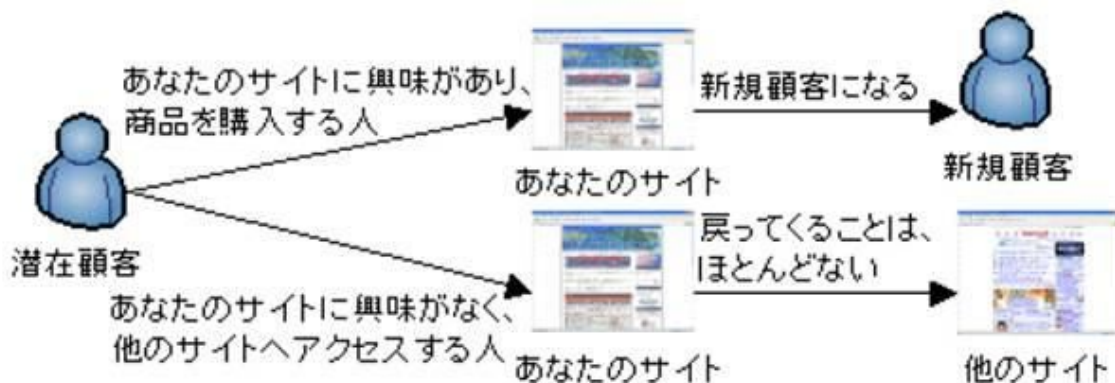 あなたのサイトに興味があり、
商品を購入する人
新規顧客になる
新規顧客
あなたのサイト
潜在顧客
戻ってくることは、
ほとんどない
あなたのサイトに興味がなく、
他のサイトへアクセスする人
あなたのサイト
他のサイト